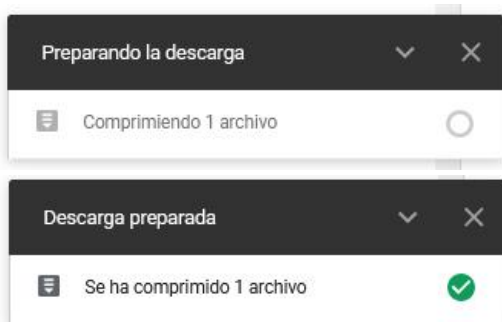 Preparando la descarga
Comprimiendo 1 archivo
Descarga preparada
Se ha comprimido 1 archivo